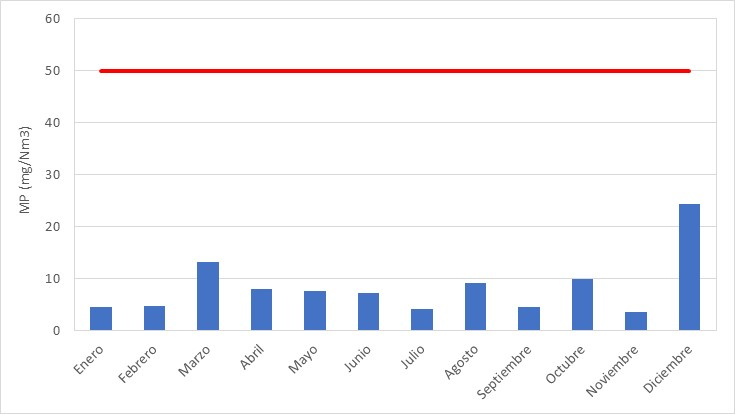 60
50
40
30
20
10
0
MP (mg/Nm3)
Enero
Febrero
Marzo
Abril
Mayo
Junio
Julio
Agosto
Septiembre
Octubre
Noviembre
Diciembre